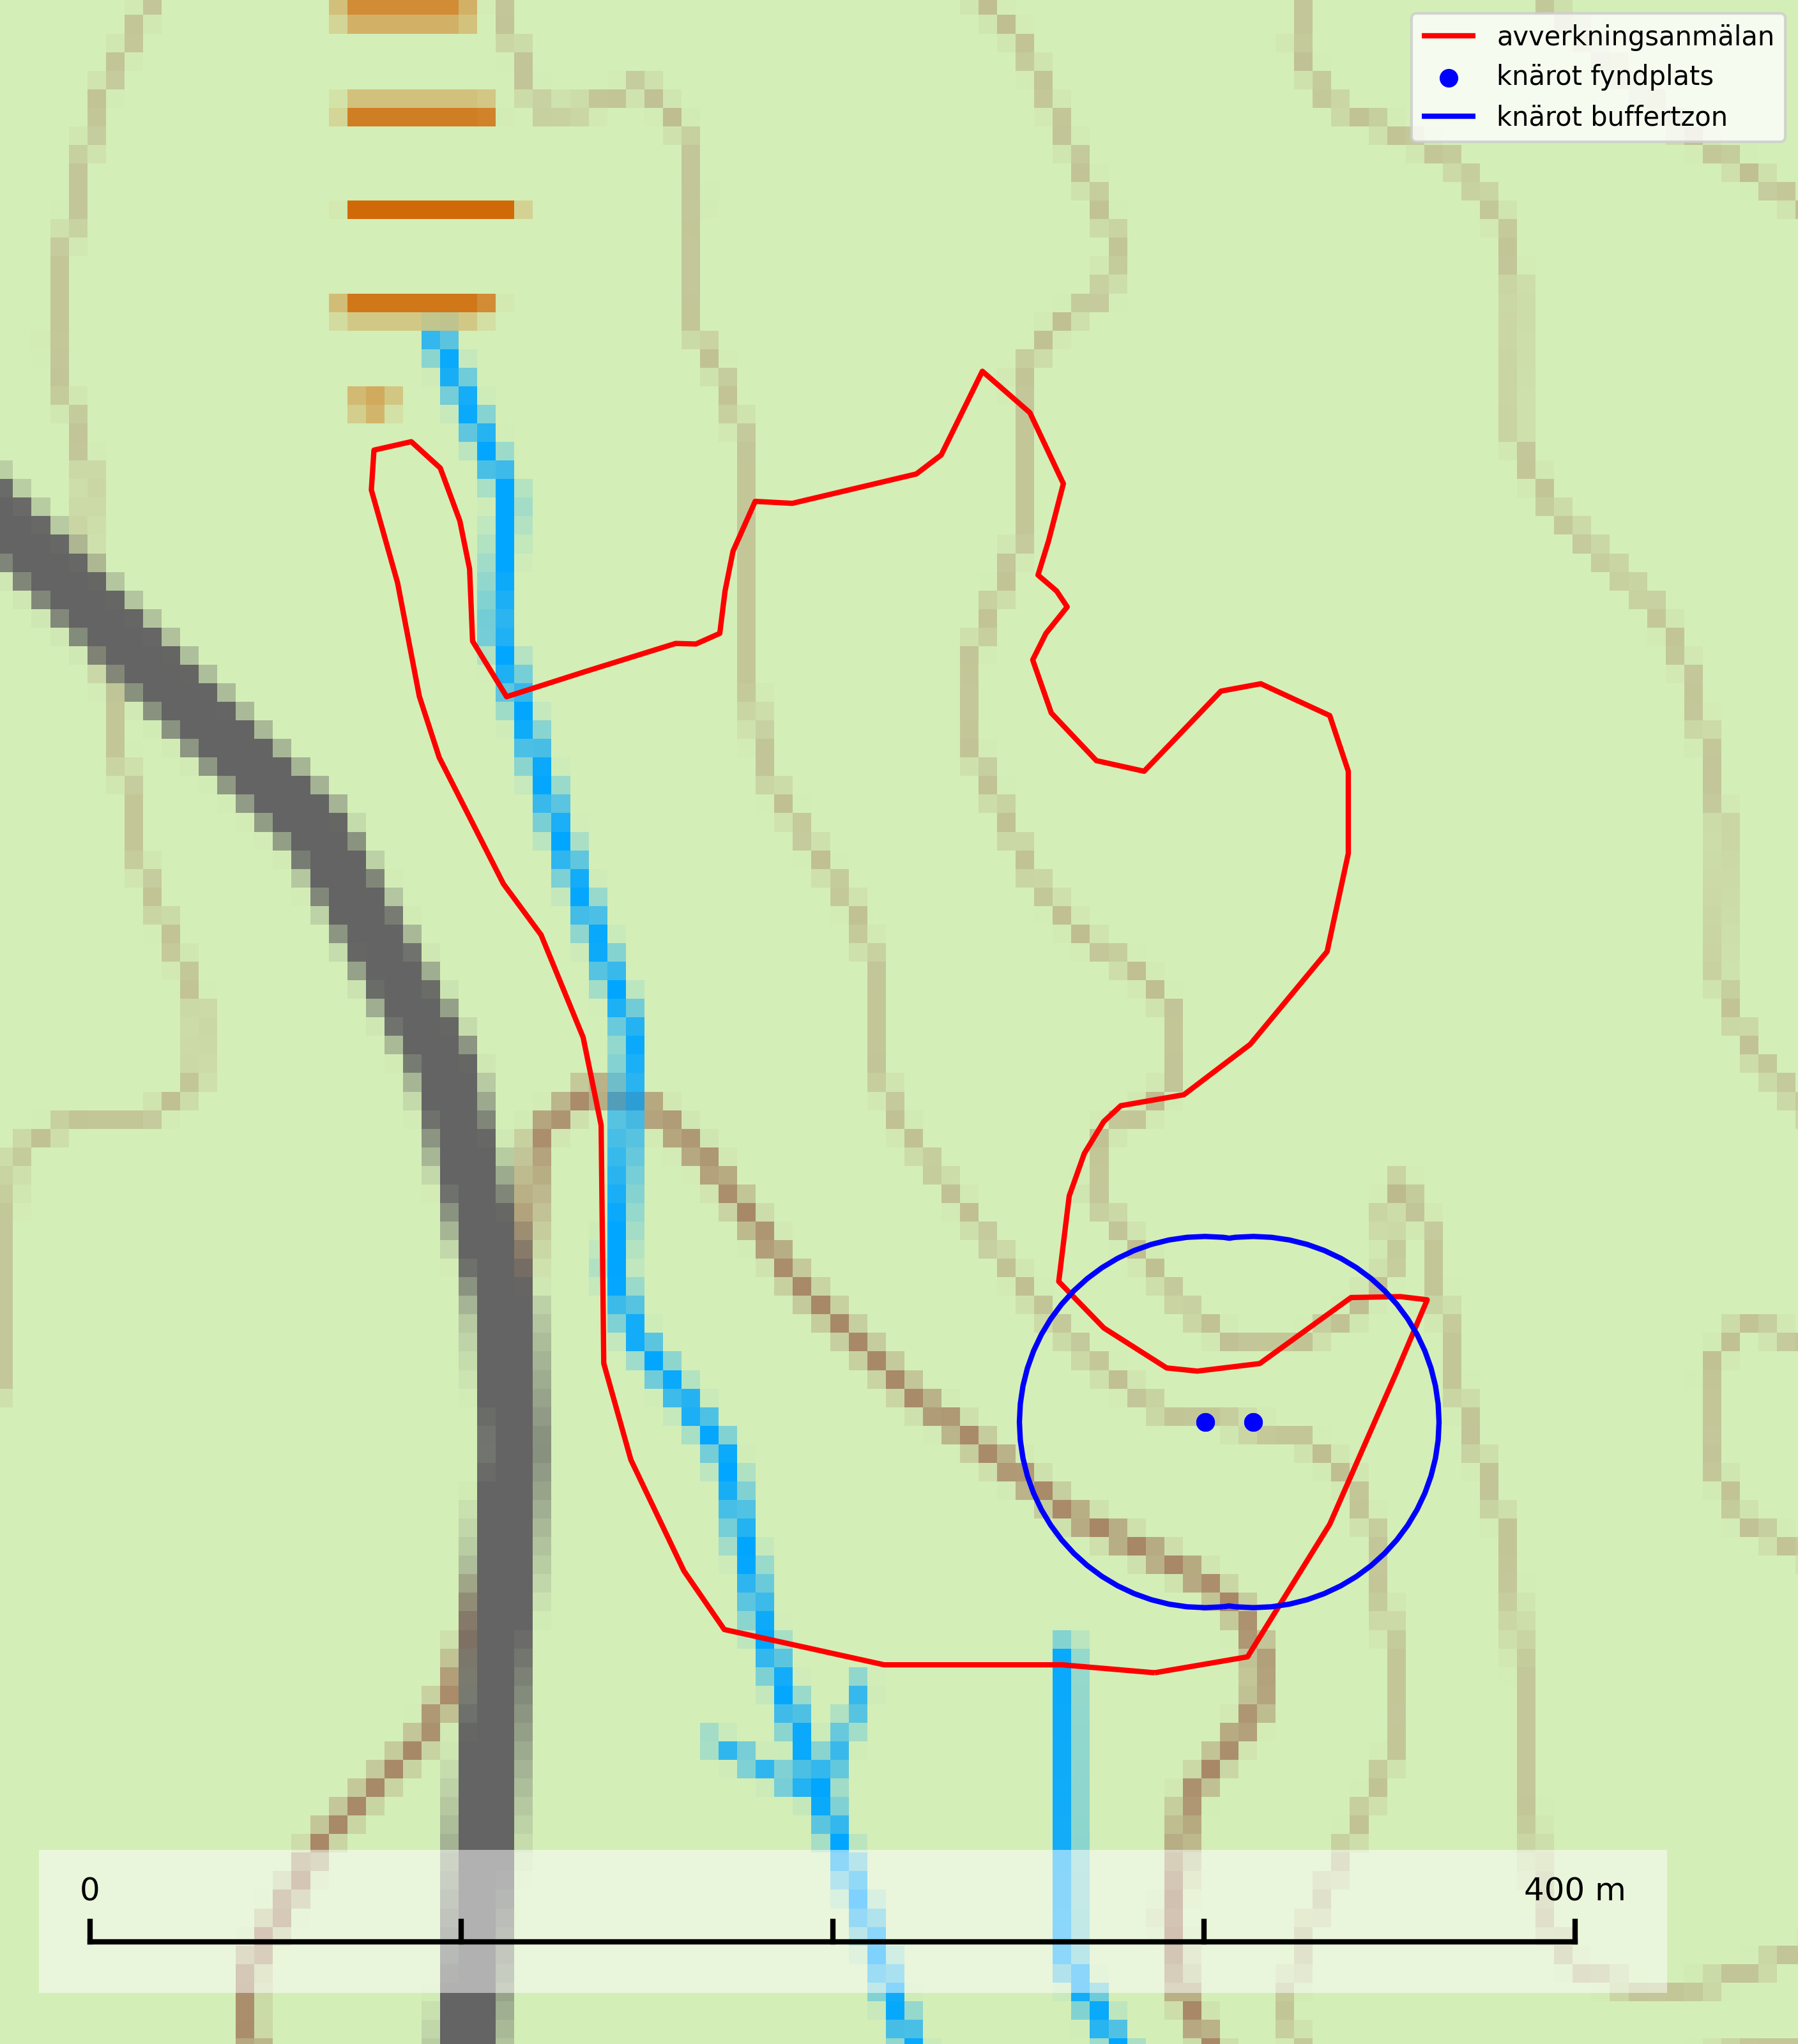 avverkningsanmälan
knärot fyndplats
knärot buffertzon
0
400 m